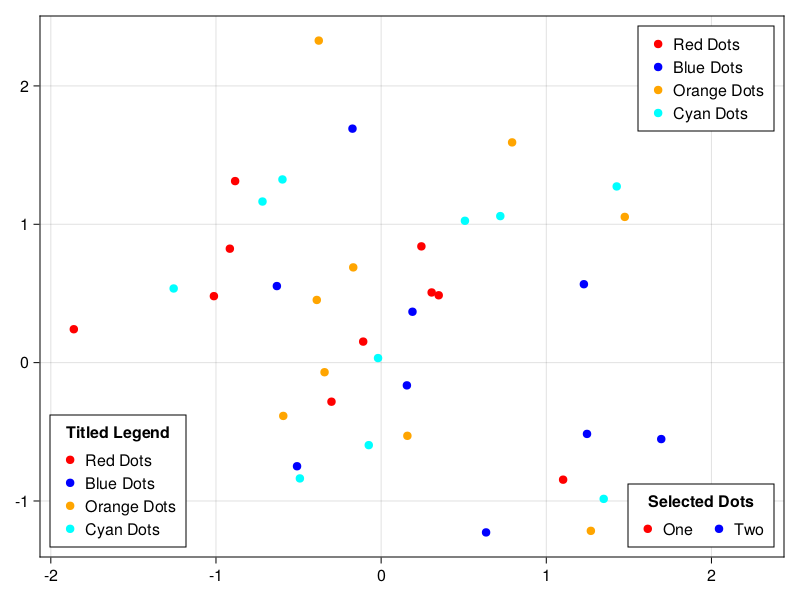 Red Dots
Blue Dots
Orange Dots
Cyan Dots
2
1
0
-1
Titled Legend
Red Dots
Blue Dots
Orange Dots
Cyan Dots
Selected Dots
One Two
-2 -1 0 1 2